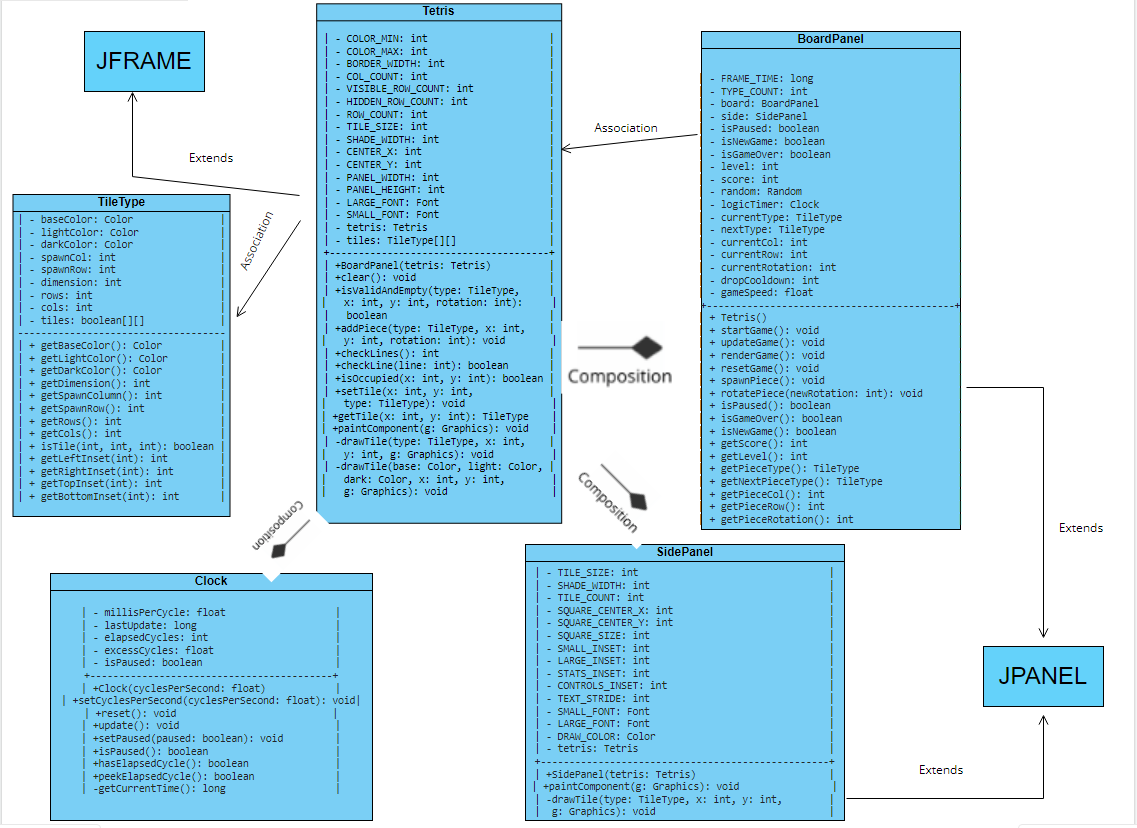 JFRAME
Extends
Tetris
- COLOR_MIN: int
- COLOR_MAX: int
- BORDER_WIDTH: int
- COL_COUNT: int
- VISIBLE_ROW_COUNT: int
- HIDDEN_ROW_COUNT: int
- ROW_COUNT: int
- TILE_SIZE: int
- SHADE_WIDTH: int
- CENTER_X: int
- CENTER_Y: int
- PANEL_WIDTH: int
- PANEL_HEIGHT: int
- LARGE_FONT: Font
- SMALL_FONT: Font
- tetris: Tetris
- tiles: TileType[][]
+BoardPanel(tetris: Tetris)
+clear(): void
+isValidAndEmpty(type: TileType,
x: int, y: int, rotation: int):
boolean
+addPiece(type: TileType, x: int,
y: int, rotation: int): void
+checkLines(): int
+checkLine(line: int): boolean
+isOccupied(x: int, y: int): boolean
+setTile(x: int, y: int,
type: TileType): void
+getTile(x: int, y: int): TileType
+paintComponent(g: Graphics): void
-drawTile(type: TileType, x: int,
y: int, g: Graphics): void
-drawTile(base: Color, light: Color,
dark: Color, x: int, y: int,
g: Graphics): void
Association
BoardPanel
- FRAME_TIME: long
- TYPE_COUNT: int
- board: BoardPanel
- side: SidePanel
- isPaused: boolean
- isNewGame: boolean
- isGameOver: boolean
- level: int
- score: int
- random: Random
- logicTimer: Clock
- currentType: TileType
- nextType: TileType
- currentCol: int
- currentRow: int
- currentRotation: int
- dropCooldown: int
- gameSpeed: float
+ Tetris()
+ startGame(): void
+ updateGame(): void
+ renderGame(): void
+ resetGame(): void
+ spawnPiece(): void
+ rotatePiece(newRotation: int): void
+ isPaused(): boolean
+ isGameOver(): boolean
+ isNewGame(): boolean
+ getScore(): int
+ getLevel(): int
+ getPieceType(): TileType
+ getNextPieceType(): TileType
+ getPieceCol(): int
+ getPieceRow(): int
+ getPieceRotation(): int
TileType
- baseColor: Color
- lightColor: Color
- darkColor: Color
- spawnCol: int
- spawnRow: int
- dimension: int
- rows: int
- cols: int
- tiles: boolean[][]
+ getBaseColor(): Color
+ getLightColor(): Color
+ getDarkColor(): Color
+ getDimension(): int
+ getSpawnColumn(): int
+ getSpawnRow(): int
+ getRows(): int
+ getCols(): int
+ isTile(int, int, int): boolean
+ getLeftInset(int): int
+ getRightInset(int): int
+ getTopInset(int): int
+ getBottomInset(int): int
Association
Composition
Composition
Composition
Clock
- millisPerCycle: float
- lastUpdate: long
- elapsedCycles: int
- excessCycles: float
- isPaused: boolean
+Clock(cyclesPerSecond: float)
+setCyclesPerSecond(cyclesPerSecond: float): void
+reset(): void
+update(): void
+setPaused(paused: boolean): void
+isPaused(): boolean
+hasElapsedCycle(): boolean
+peekElapsedCycle(): boolean
-getCurrentTime(): long
SidePanel
- TILE_SIZE: int
- SHADE_WIDTH: int
- TILE_COUNT: int
- SQUARE_CENTER_X: int
- SQUARE_CENTER_Y: int
- SQUARE_SIZE: int
- SMALL_INSET: int
- LARGE_INSET: int
- STATS_INSET: int
- CONTROLS_INSET: int
- TEXT_STRIDE: int
- SMALL_FONT: Font
- LARGE_FONT: Font
- DRAW_COLOR: Color
- tetris: Tetris
+SidePanel(tetris: Tetris)
+paintComponent(g: Graphics): void
-drawTile(type: TileType, x: int, y: int,
g: Graphics): void
Extends
JPANEL
Extends